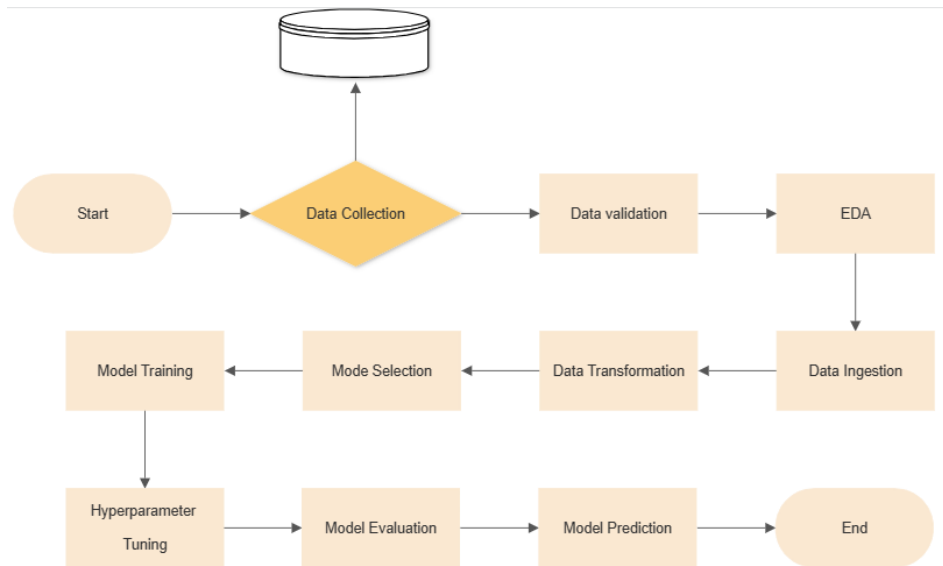 Start
Data Collection
Data validation
EDA
Data Ingestion
Data Transformation
Mode Selection
Model Training
Hyperparameter
Tuning
Model Evaluation
Model Prediction
End